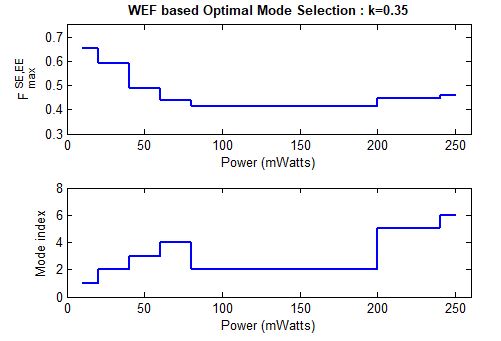 WEF based Optimal Mode Selection : k=0.35
F max SE,EE
0.7
0.6
0.5
0.4
0.3
0 50 100 150 200 250
Power (mWatts)
Mode index
8
6
4
2
0
0 50 100 150 200 250
Power (mWatts)